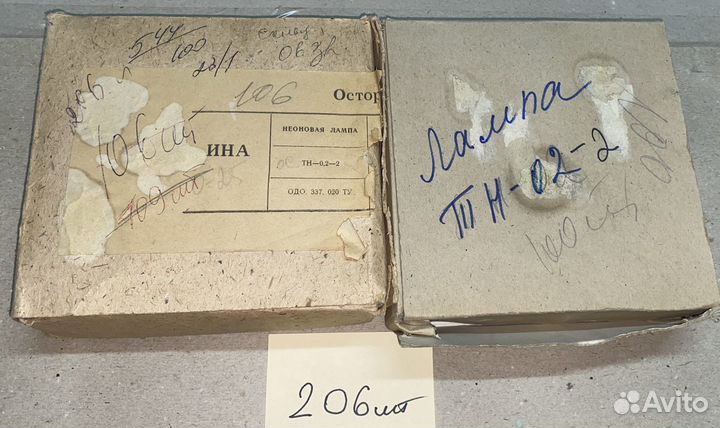 544
100
23/1
106
Остор
106шт
ИНА
НЕОНОВАЯ ЛАМПА
ТН—0,2—2
ОДО. 337. 020 ТУ
Лампа
ТН-02-2
100шт
206шт
Avito